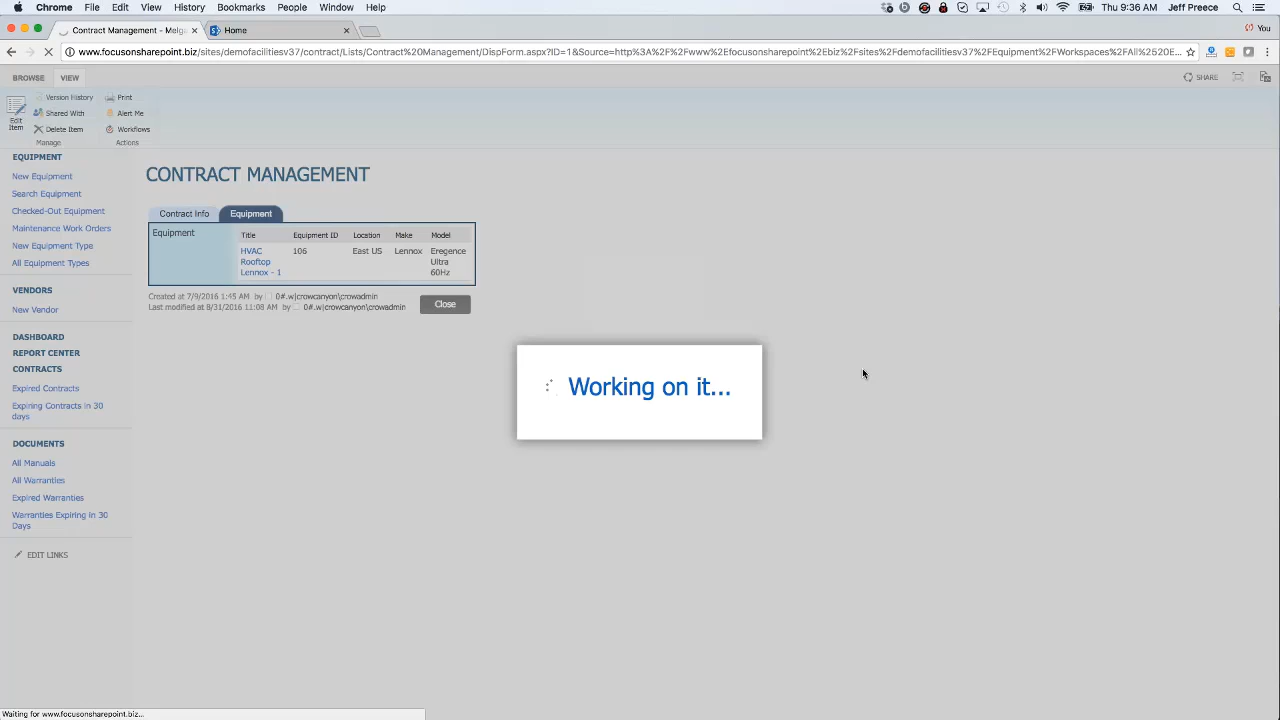 Chrome File Edit View History Bookmarks People Window Help Thu 9:36 AM Jeff Preece
Contract Management - Melga × Home × You
www.focusonsharepoint.biz/sites/demofacilitiesv37/contract/Lists/Contract%20Management/DispForm.aspx?ID=1&Source=http%3A%2F%2Fwww%2Efocusonsharepoint%2Ebiz%2Fsites%2Fdemofacilitiesv37%2FEquipment%2FWorkspaces%2FAll%2520E...
BROWSE VIEW SHARE
Edit Item
Version History
Shared With
Delete Item
Manage
Print
Alert Me
Workflows
Actions
EQUIPMENT
New Equipment
Search Equipment
Checked-Out Equipment
Maintenance Work Orders
New Equipment Type
All Equipment Types
VENDORS
New Vendor
DASHBOARD
REPORT CENTER
CONTRACTS
Expired Contracts
Expiring Contracts in 30
days
DOCUMENTS
All Manuals
All Warranties
Expired Warranties
Warranties Expiring in 30
Days
EDIT LINKS
CONTRACT MANAGEMENT
Contract Info Equipment
Equipment
Title Equipment ID Location Make Model
HVAC 106 East US Lennox Eregence
Rooftop Ultra
Lennox - 1 60Hz
Created at 7/9/2016 1:45 AM by 0#.w|crowcanyon\crowadmin
Last modified at 8/31/2016 11:08 AM by 0#.w|crowcanyon\crowadmin
Close
Working on it...
Waiting for www.focusonsharepoint.biz...